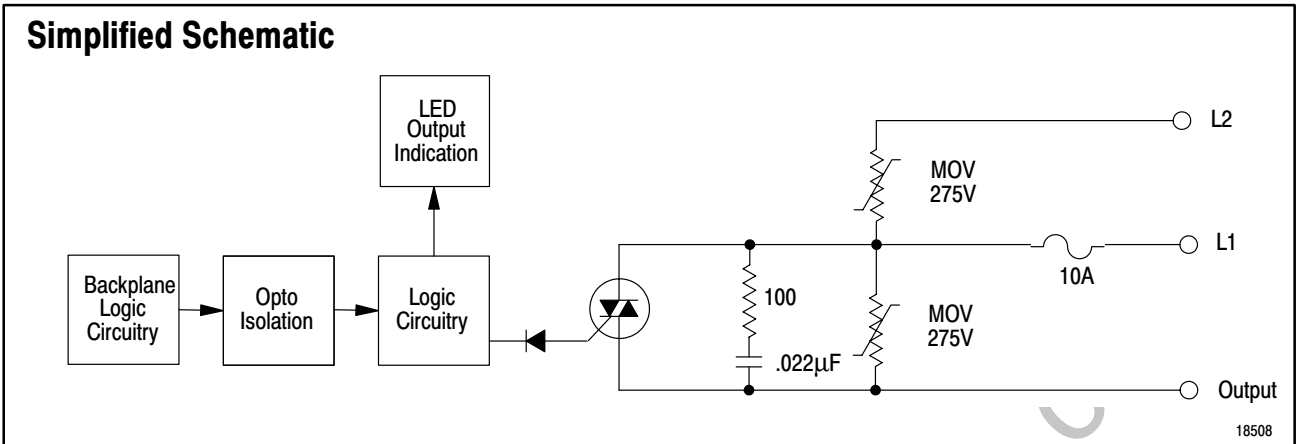 Simplified Schematic
LED
Output
Indication
Backplane
Logic
Circuitry
Opto
Isolation
Logic
Circuitry
100
.022μF
MOV
275V
MOV
275V
10A
L2
L1
Output
18508